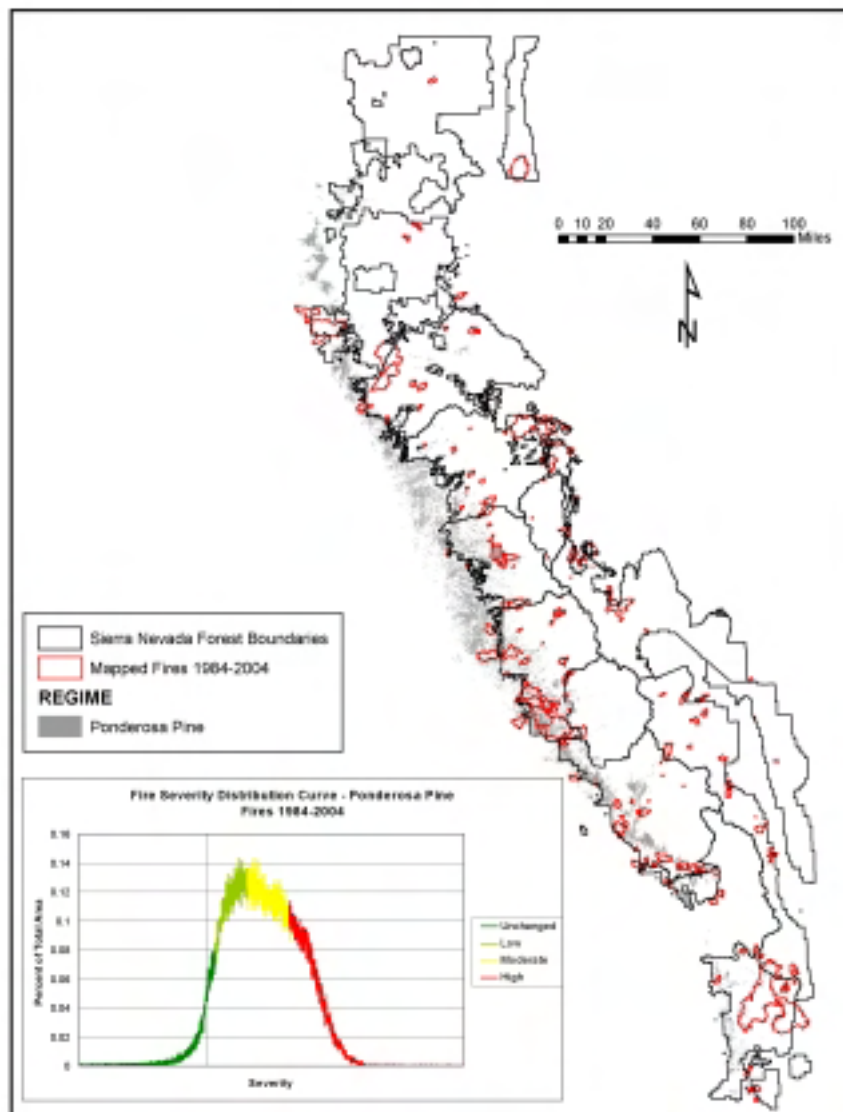 0 10 20 40 60 80 100
Miles
N
Sierra Nevada Forest Boundaries
Mapped Fires 1984-2004
REGIME
Ponderosa Pine
Fire Severity Distribution Curve - Ponderosa Pine
Fires 1984-2004
0.16
0.14
0.12
0.1
0.08
0.06
0.04
0.02
0
Percent of Total Area
Severity
Unchanged
Low
Moderate
High